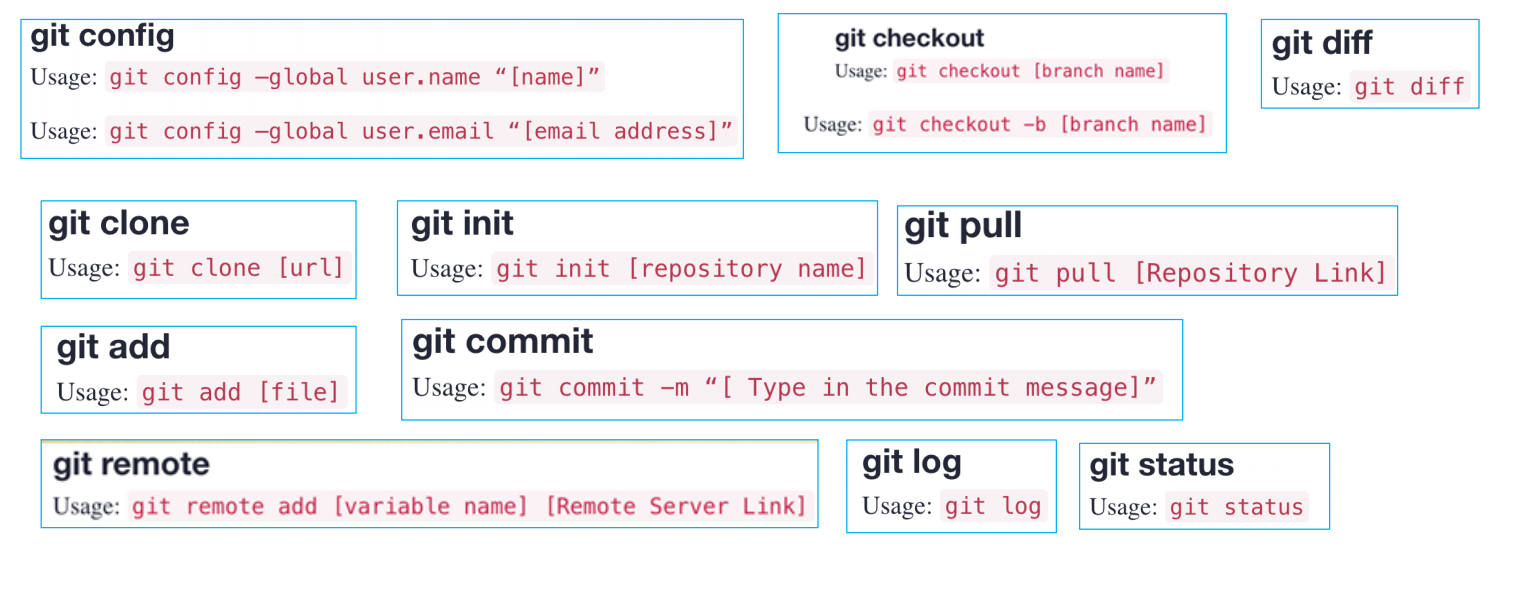 git config
Usage: git config –global user.name “[name]”
Usage: git config –global user.email “[email address]”
git checkout
Usage: git checkout [branch name]
Usage: git checkout -b [branch name]
git diff
Usage: git diff
git clone
Usage: git clone [url]
git init
Usage: git init [repository name]
git pull
Usage: git pull [Repository Link]
git add
Usage: git add [file]
git commit
Usage: git commit -m “[ Type in the commit message]”
git remote
Usage: git remote add [variable name] [Remote Server Link]
git log
Usage: git log
git status
Usage: git status